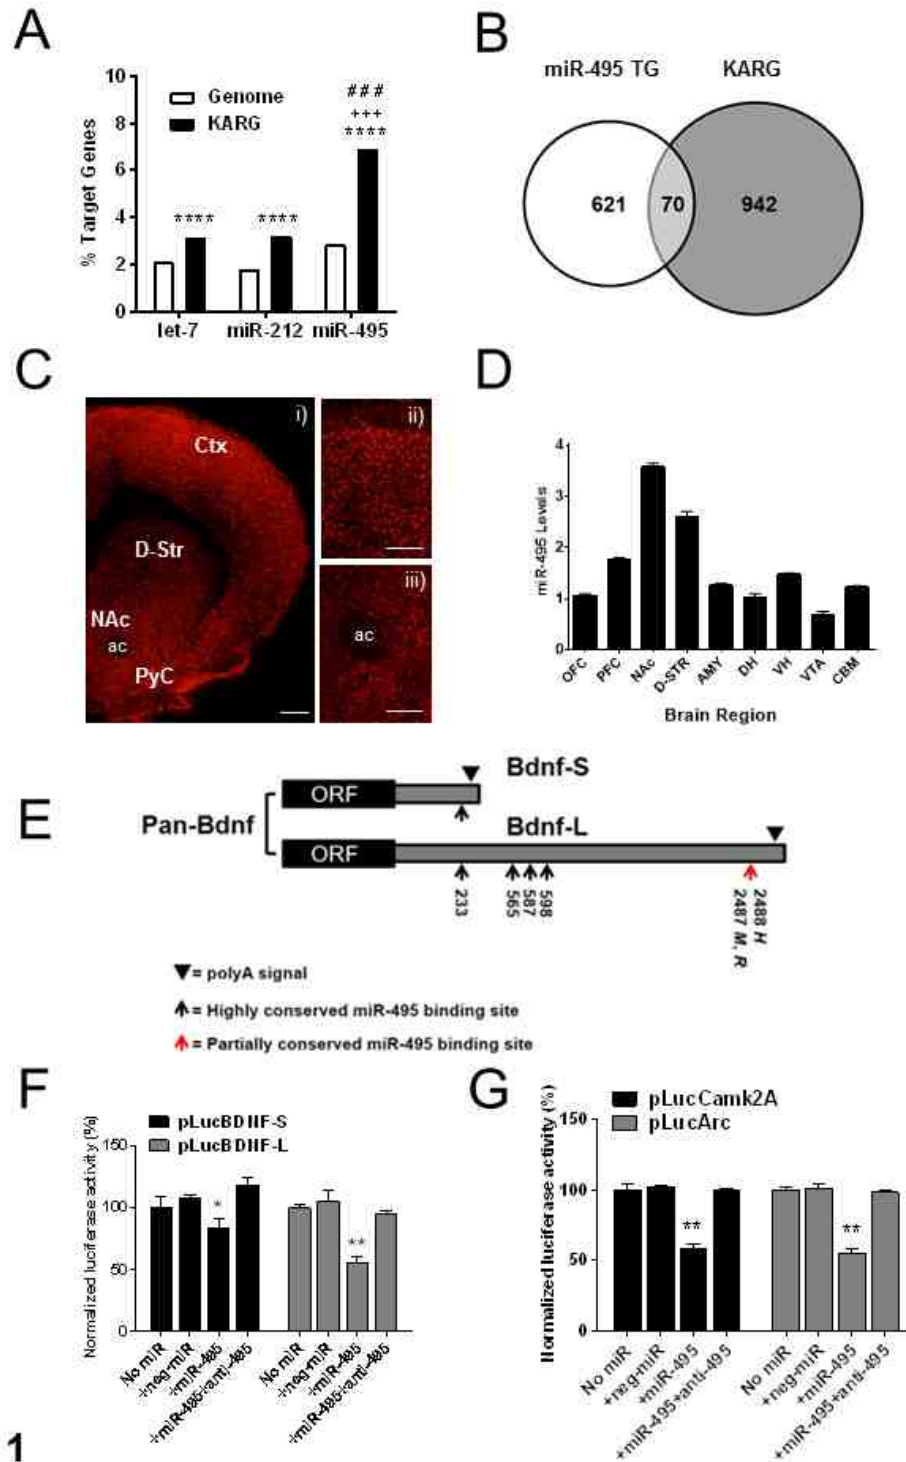 A
% Target Genes
10
8
6
4
2
0
Genome
KARG
****
****
###
+++
****
let-7 miR-212 miR-495
B
miR-495 TG KARG
621 70 942
C
i)
Ctx
D-Str
NAc
ac
PyC
ii)
iii)
ac
D
miR-495 Levels
4
3
2
1
0
OFC PFC NAc D-STR AMY DH VH VTA CBM
Brain Region
E
Pan-Bdnf
ORF
Bdnf-S
ORF
Bdnf-L
233
565
587
598
2488 H
2487 M, R
= polyA signal
= Highly conserved miR-495 binding site
= Partially conserved miR-495 binding site
F
pLucBDNF-S
pLucBDNF-L
Normalized luciferase activity (%)
150
100
50
0
*
**
No miR
+neg-miR
+miR-495
+miR-495+anti-495
No miR
+neg-miR
+miR-495
+miR-495+anti-495
G
pLucCamk2A
pLucArc
Normalized luciferase activity (%)
150
100
50
0
**
**
No miR
+neg-miR
+miR-495
+miR-495+anti-495
No miR
+neg-miR
+miR-495
+miR-495+anti-495
1